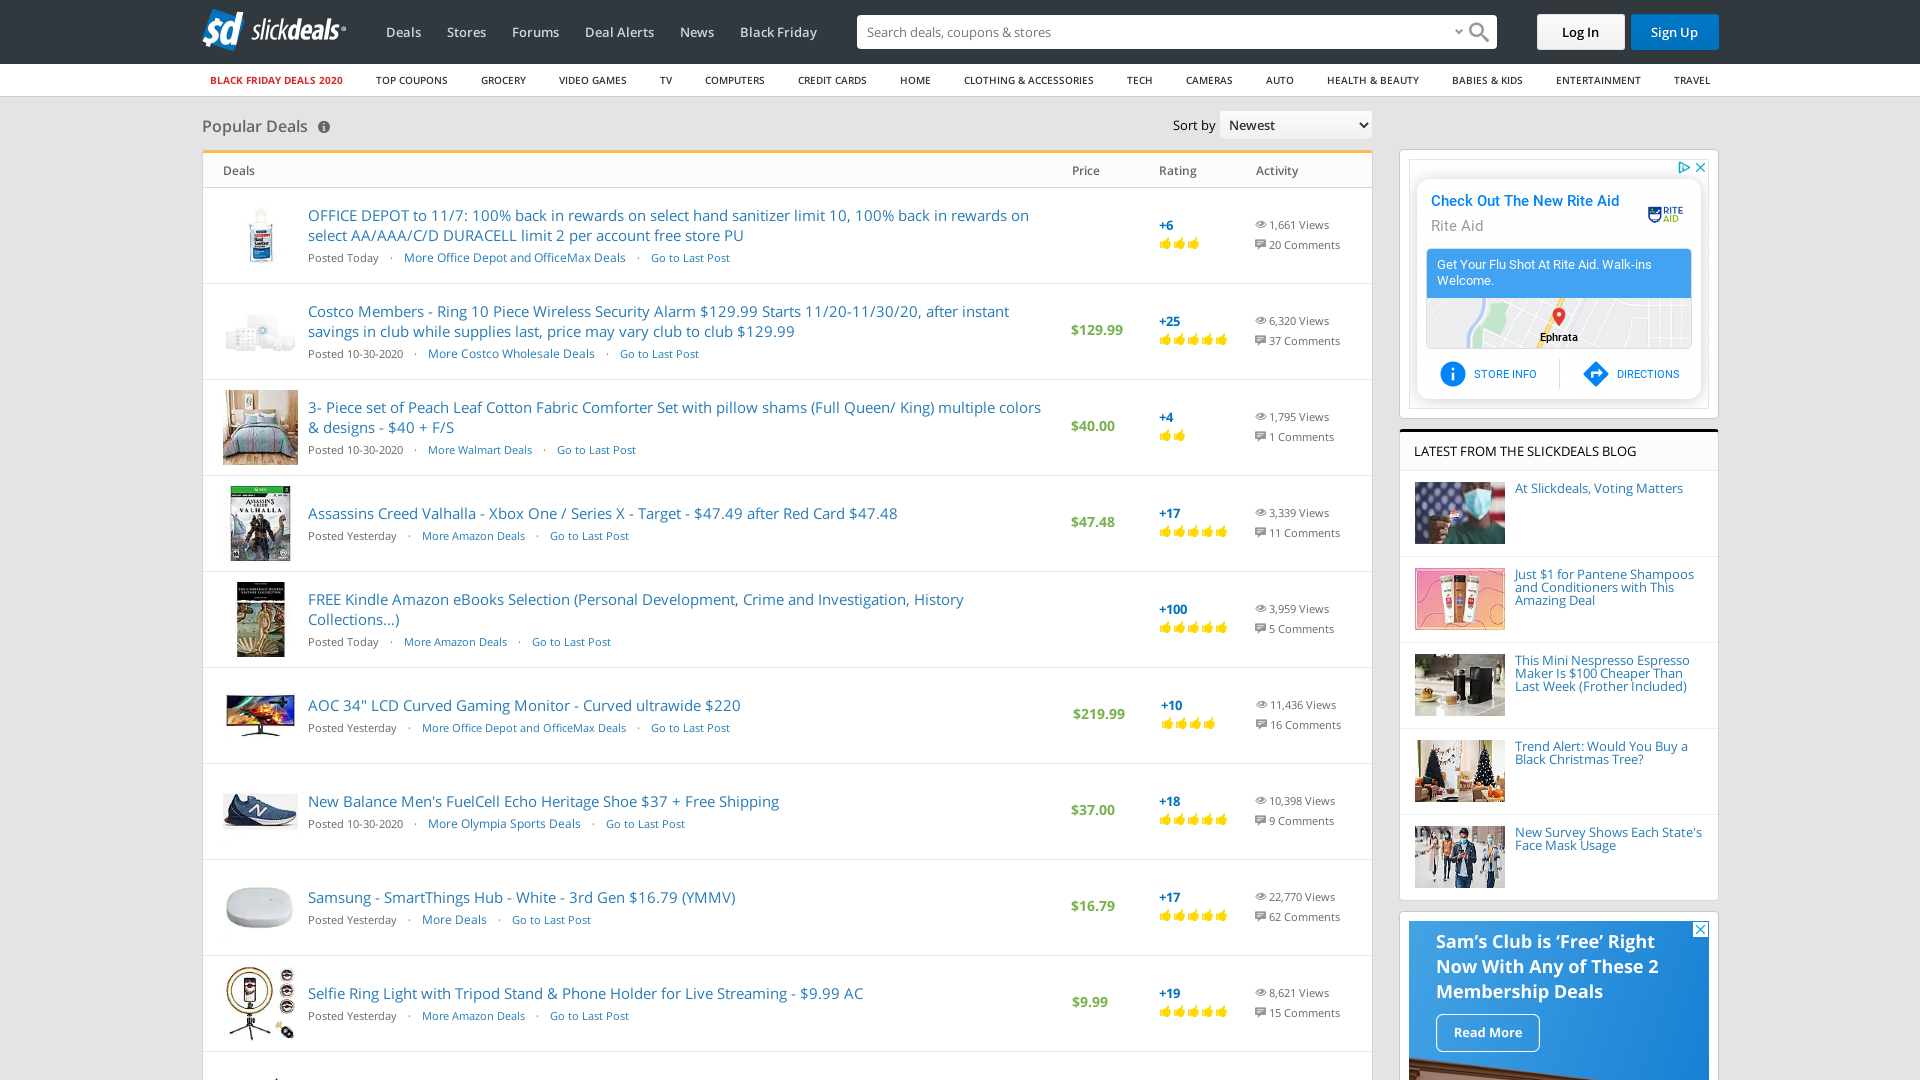 slickdeals
Deals
Stores
Forums
Deal Alerts
News
Black Friday
Search deals, coupons & stores
Log In
Sign Up
BLACK FRIDAY DEALS 2020
TOP COUPONS
GROCERY
VIDEO GAMES
TV
COMPUTERS
CREDIT CARDS
HOME
CLOTHING & ACCESSORIES
TECH
CAMERAS
AUTO
HEALTH & BEAUTY
BABIES & KIDS
ENTERTAINMENT
TRAVEL
Popular Deals
Sort by Newest
Deals
Price
Rating
Activity
OFFICE DEPOT to 11/7: 100% back in rewards on select hand sanitizer limit 10, 100% back in rewards on
select AA/AAA/C/D DURACELL limit 2 per account free store PU
Posted Today · More Office Depot and OfficeMax Deals · Go to Last Post
+6
1,661 Views
20 Comments
Costco Members - Ring 10 Piece Wireless Security Alarm $129.99 Starts 11/20-11/30/20, after instant
savings in club while supplies last, price may vary club to club $129.99
Posted 10-30-2020 · More Costco Wholesale Deals · Go to Last Post
$129.99
+25
6,320 Views
37 Comments
3- Piece set of Peach Leaf Cotton Fabric Comforter Set with pillow shams (Full Queen/ King) multiple colors
& designs - $40 + F/S
Posted 10-30-2020 · More Walmart Deals · Go to Last Post
$40.00
+4
1,795 Views
1 Comments
ASSASSIN'S
VALHALLA
Assassins Creed Valhalla - Xbox One / Series X - Target - $47.49 after Red Card $47.48
Posted Yesterday · More Amazon Deals · Go to Last Post
$47.48
+17
3,339 Views
11 Comments
FREE Kindle Amazon eBooks Selection (Personal Development, Crime and Investigation, History
Collections...)
Posted Today · More Amazon Deals · Go to Last Post
+100
3,959 Views
5 Comments
AOC 34" LCD Curved Gaming Monitor - Curved ultrawide $220
Posted Yesterday · More Office Depot and OfficeMax Deals · Go to Last Post
$219.99
+10
11,436 Views
16 Comments
New Balance Men's FuelCell Echo Heritage Shoe $37 + Free Shipping
Posted 10-30-2020 · More Olympia Sports Deals · Go to Last Post
$37.00
+18
10,398 Views
9 Comments
Samsung - SmartThings Hub - White - 3rd Gen $16.79 (YMMV)
Posted Yesterday · More Deals · Go to Last Post
$16.79
+17
22,770 Views
62 Comments
Selfie Ring Light with Tripod Stand & Phone Holder for Live Streaming - $9.99 AC
Posted Yesterday · More Amazon Deals · Go to Last Post
$9.99
+19
8,621 Views
15 Comments
Check Out The New Rite Aid
Rite Aid
RITE
AID
Get Your Flu Shot At Rite Aid. Walk-ins
Welcome.
Ephrata
STORE INFO
DIRECTIONS
LATEST FROM THE SLICKDEALS BLOG
At Slickdeals, Voting Matters
Just $1 for Pantene Shampoos
and Conditioners with This
Amazing Deal
This Mini Nespresso Espresso
Maker Is $100 Cheaper Than
Last Week (Frother Included)
Trend Alert: Would You Buy a
Black Christmas Tree?
New Survey Shows Each State's
Face Mask Usage
Sam's Club is ‘Free’ Right
Now With Any of These 2
Membership Deals
Read More